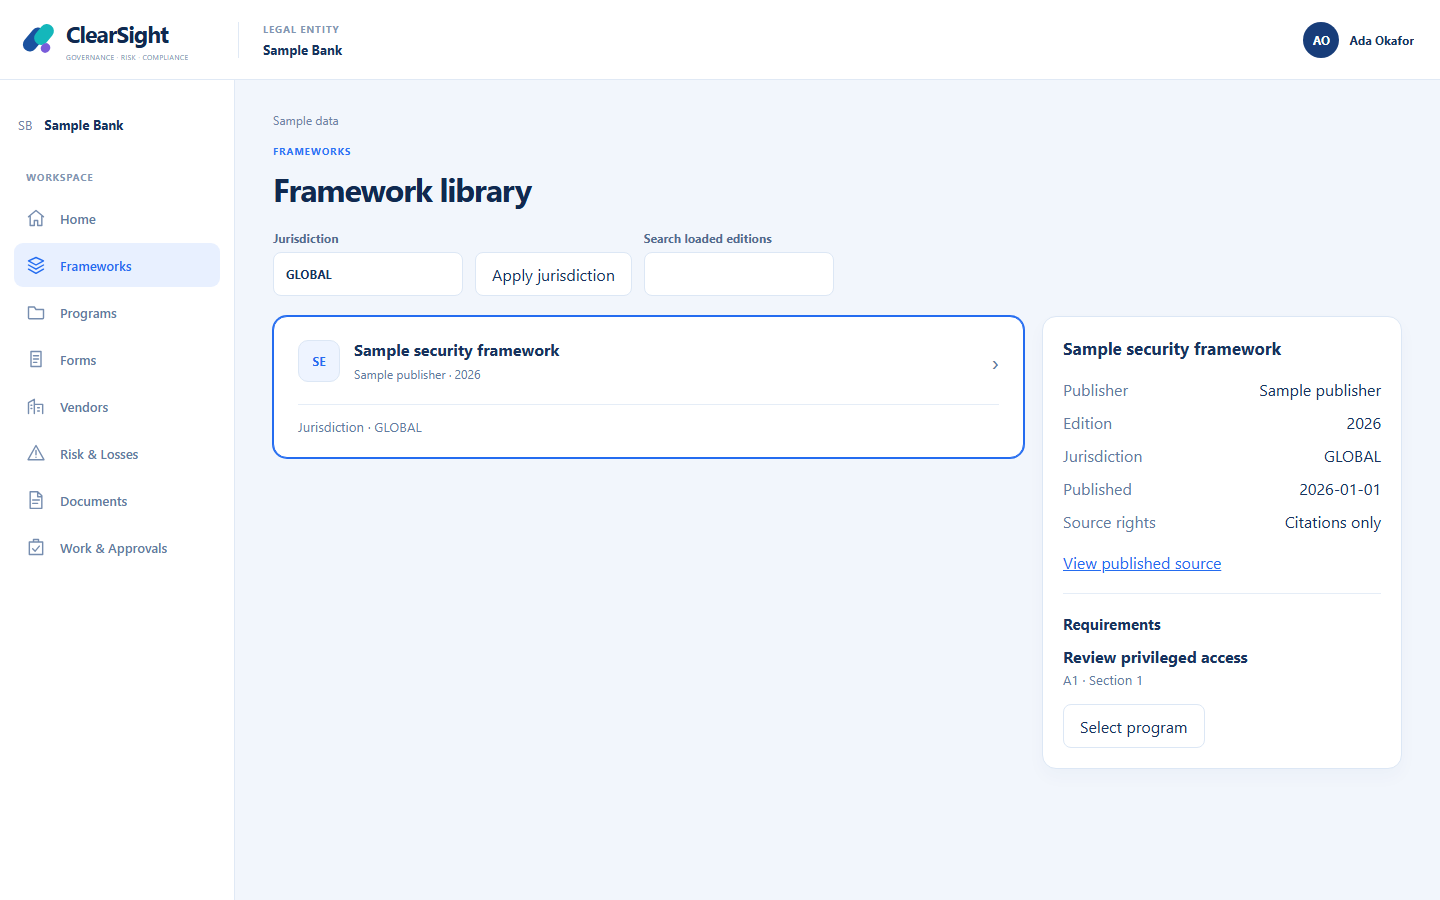 ClearSight
GOVERNANCE · RISK · COMPLIANCE
LEGAL ENTITY
Sample Bank
AO
Ada Okafor
SB
Sample Bank
WORKSPACE
Home
Frameworks
Programs
Forms
Vendors
Risk & Losses
Documents
Work & Approvals
Sample data
FRAMEWORKS
Framework library
Jurisdiction
GLOBAL
Apply jurisdiction
Search loaded editions
SE
Sample security framework
Sample publisher · 2026
Jurisdiction · GLOBAL
Sample security framework
Publisher Sample publisher
Edition 2026
Jurisdiction GLOBAL
Published 2026-01-01
Source rights Citations only
View published source
Requirements
Review privileged access
A1 · Section 1
Select program